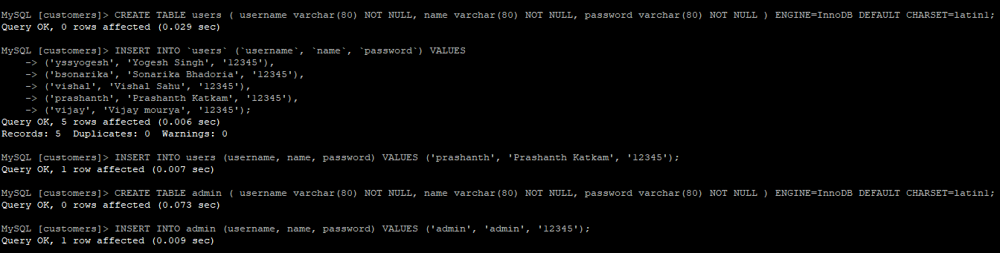 MySQL [customers]> CREATE TABLE users ( username varchar(80) NOT NULL, name varchar(80) NOT NULL, password varchar(80) NOT NULL ) ENGINE=InnoDB DEFAULT CHARSET=latin1;
Query OK, 0 rows affected (0.029 sec)
MySQL [customers]> INSERT INTO `users` (`username`, `name`, `password`) VALUES
    -> ('yssyogesh', 'Yogesh Singh', '12345'),
    -> ('bsonarika', 'Sonarika Bhadoria', '12345'),
    -> ('vishal', 'Vishal Sahu', '12345'),
    -> ('prashanth', 'Prashanth Katkam', '12345'),
    -> ('vijay', 'Vijay mourya', '12345');
Query OK, 5 rows affected (0.006 sec)
Records: 5  Duplicates: 0  Warnings: 0
MySQL [customers]> INSERT INTO users (username, name, password) VALUES ('prashanth', 'Prashanth Katkam', '12345');
Query OK, 1 row affected (0.007 sec)
MySQL [customers]> CREATE TABLE admin ( username varchar(80) NOT NULL, name varchar(80) NOT NULL, password varchar(80) NOT NULL ) ENGINE=InnoDB DEFAULT CHARSET=latin1;
Query OK, 0 rows affected (0.073 sec)
MySQL [customers]> INSERT INTO admin (username, name, password) VALUES ('admin', 'admin', '12345');
Query OK, 1 row affected (0.009 sec)